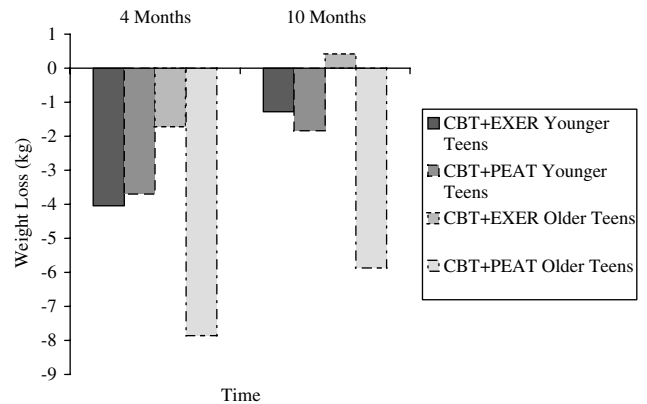 4 Months 10 Months
1
0
-1
-2
-3
-4
-5
-6
-7
-8
-9
Weight Loss (kg)
Time
CBT+EXER Younger
Teens
CBT+PEAT Younger
Teens
CBT+EXER Older Teens
CBT+PEAT Older Teens